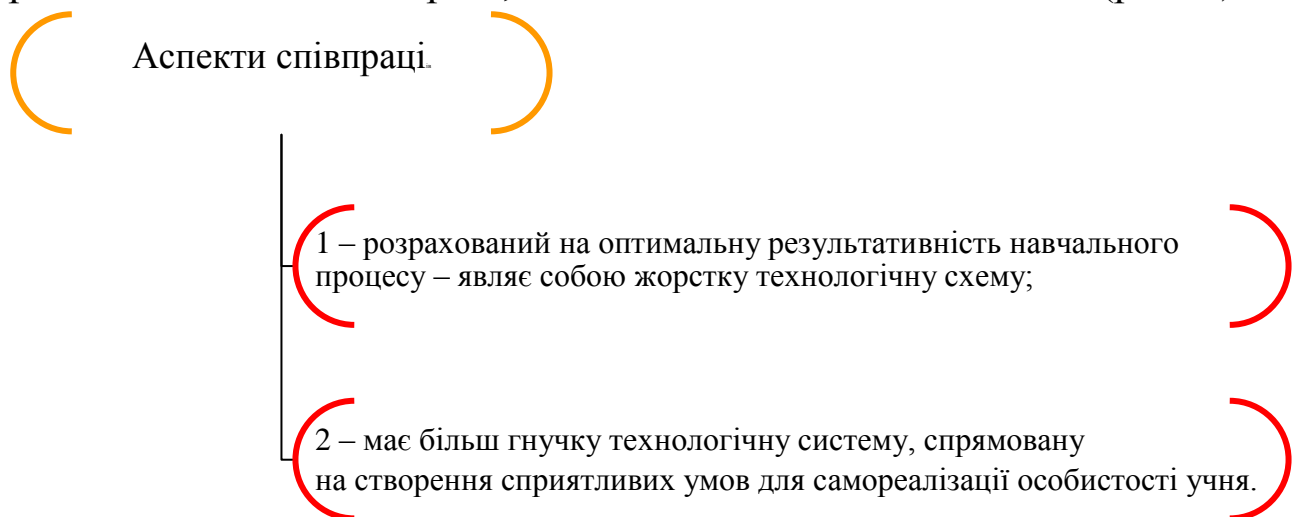 Аспекти співпраці.
1 – розрахований на оптимальну результативність навчального
процесу – являє собою жорстку технологічну схему;
2 – має більш гнучку технологічну систему, спрямовану
на створення сприятливих умов для самореалізації особистості учня.